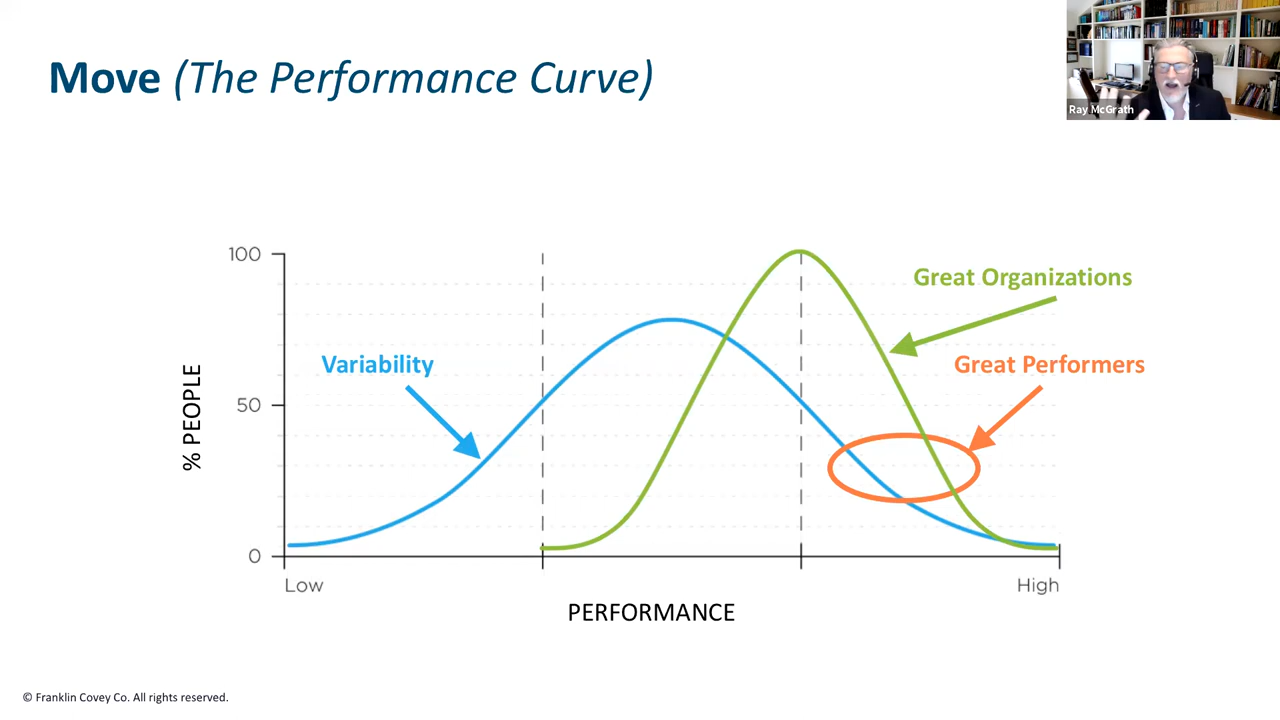 Move (The Performance Curve)
Ray McGrath
100
Great Organizations
Variability
Great Performers
% PEOPLE
50
0
Low
High
PERFORMANCE
© Franklin Covey Co. All rights reserved.